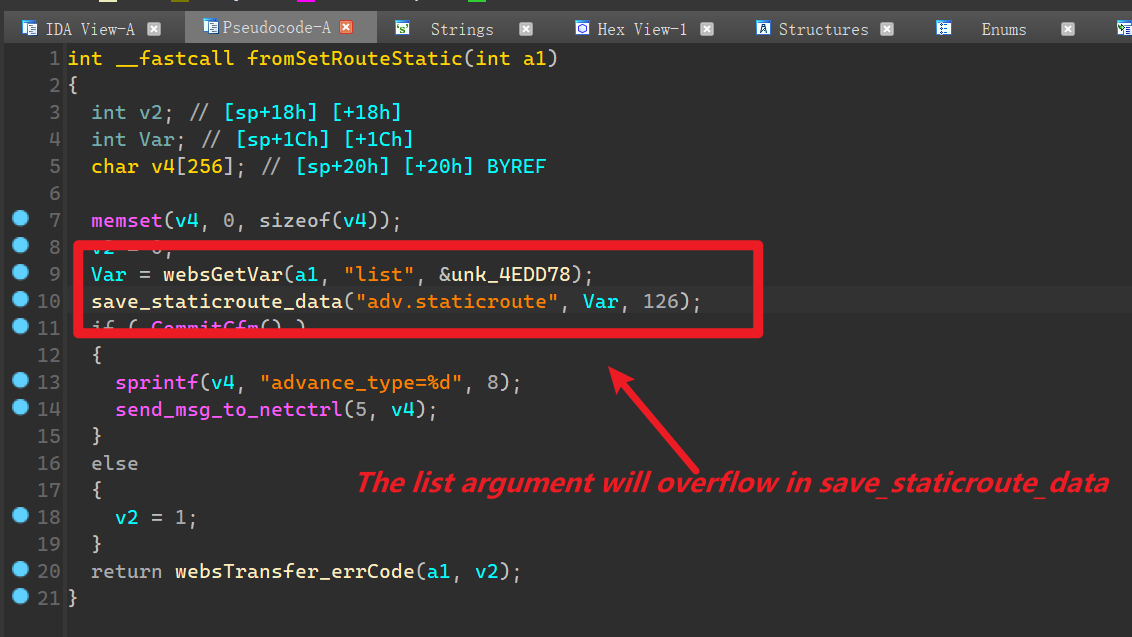 IDA View-A Pseudocode-A Strings Hex View-1 Structures Enums
1 int __fastcall fromSetRouteStatic(int a1)
2 {
3 int v2; // [sp+18h] [+18h]
4 int Var; // [sp+1Ch] [+1Ch]
5 char v4[256]; // [sp+20h] [+20h] BYREF
6
7 memset(v4, 0, sizeof(v4));
8 v2 = 0;
9 Var = websGetVar(a1, "list", &unk_4EDD78);
10 save_staticroute_data("adv.staticroute", Var, 126);
11 if ( CommitCfm() )
12 {
13 sprintf(v4, "advance_type=%d", 8);
14 send_msg_to_netctrl(5, v4);
15 }
16 else
17 {
18 v2 = 1;
19 }
20 return websTransfer_errCode(a1, v2);
21 }
The list argument will overflow in save_staticroute_data